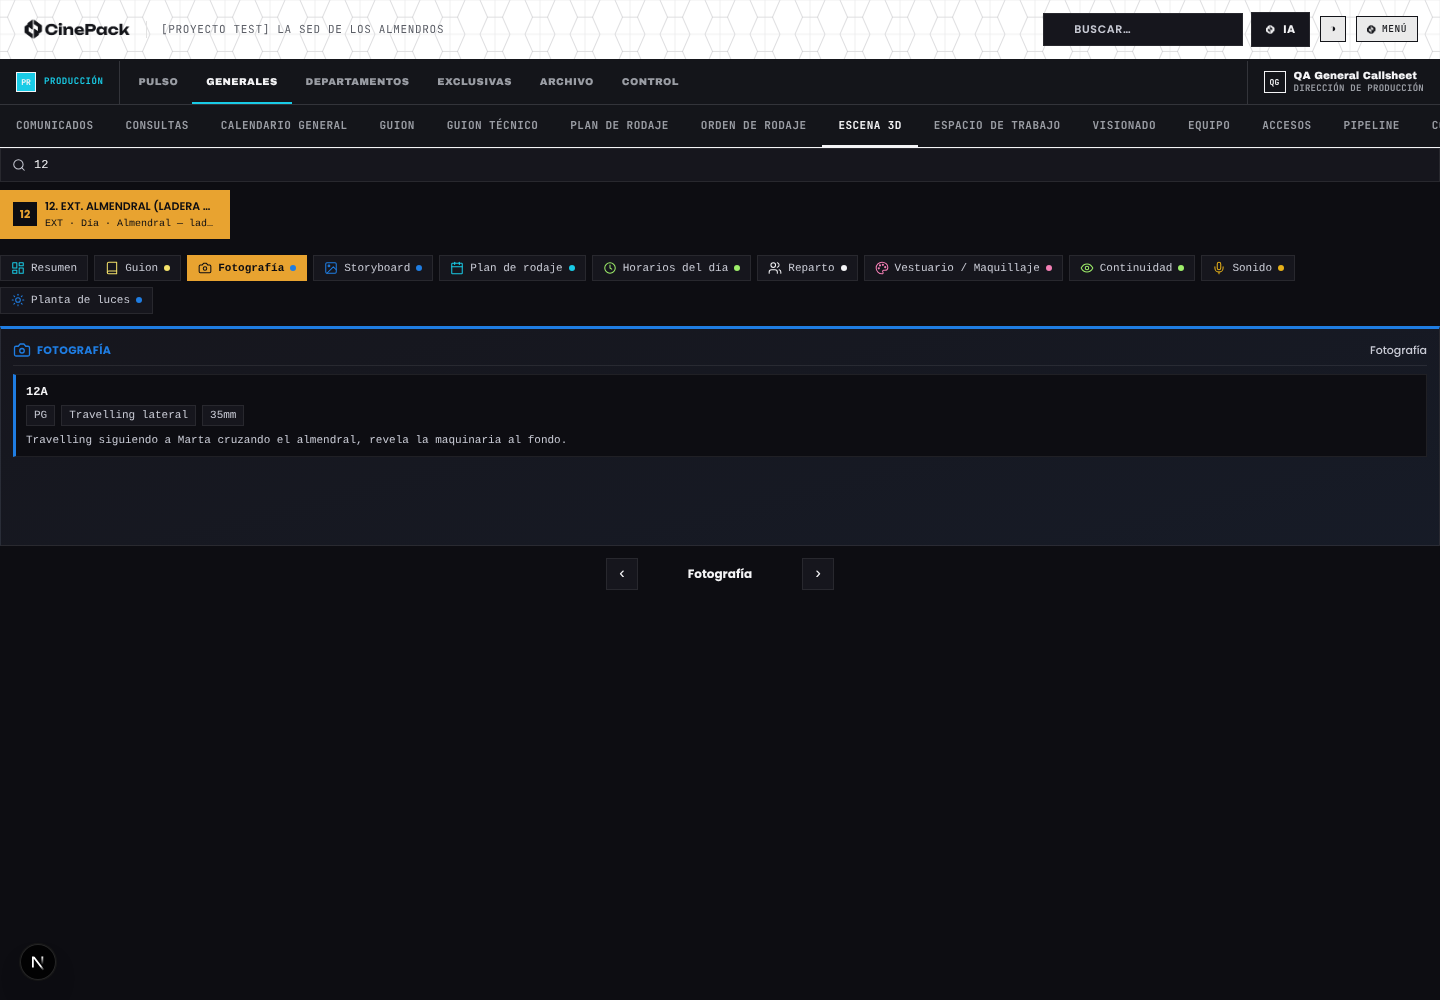 CinePack
[PROYECTO TEST] LA SED DE LOS ALMENDROS
BUSCAR…
IA
MENÚ
PR
PRODUCCIÓN
PULSO
GENERALES
DEPARTAMENTOS
EXCLUSIVAS
ARCHIVO
CONTROL
QG
QA General Callsheet
DIRECCIÓN DE PRODUCCIÓN
COMUNICADOS
CONSULTAS
CALENDARIO GENERAL
GUION
GUION TÉCNICO
PLAN DE RODAJE
ORDEN DE RODAJE
ESCENA 3D
ESPACIO DE TRABAJO
VISIONADO
EQUIPO
ACCESOS
PIPELINE
12
12
12. EXT. ALMENDRAL (LADERA …
EXT · Día · Almendral — lad…
Resumen
Guion
Fotografía
Storyboard
Plan de rodaje
Horarios del día
Reparto
Vestuario / Maquillaje
Continuidad
Sonido
Planta de luces
FOTOGRAFÍA
Fotografía
12A
PG
Travelling lateral
35mm
Travelling siguiendo a Marta cruzando el almendral, revela la maquinaria al fondo.
‹
Fotografía
›
N